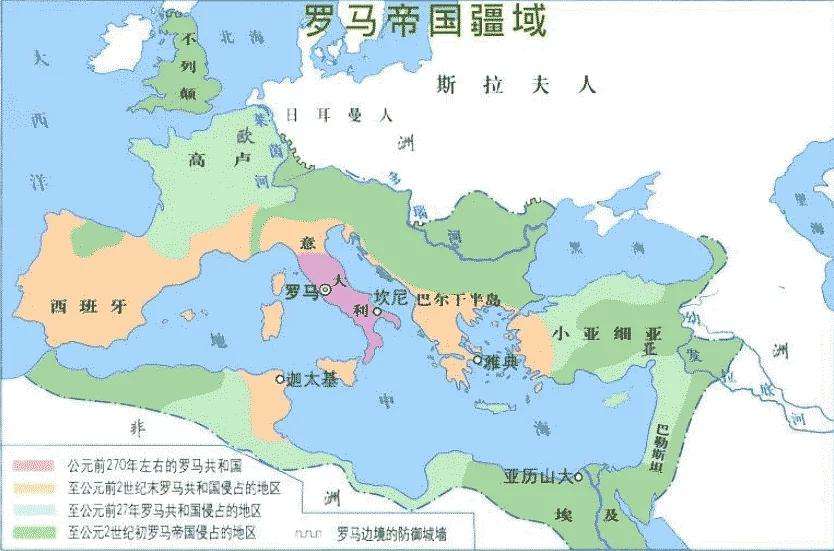 罗马帝国疆域
大西洋
北海
不列颠
斯拉夫人
日耳曼人
莱茵河
欧
洲
高卢
多
瑙
河
里海
黑海
意大利
罗马
坎尼
巴尔干半岛
西班牙
地
中
海
小亚细亚
亚
洲
幼发拉底河
雅典
迦太基
非
洲
巴勒斯坦
亚历山大
埃及
公元前270年左右的罗马共和国
至公元前2世纪末罗马共和国侵占的地区
至公元前27年罗马共和国侵占的地区
至公元2世纪初罗马帝国侵占的地区
罗马边境的防御城墙